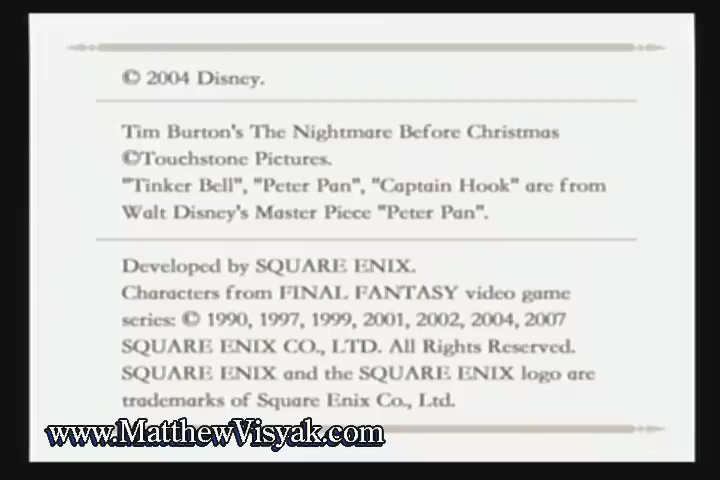 © 2004 Disney.
Tim Burton's The Nightmare Before Christmas
©Touchstone Pictures.
"Tinker Bell", "Peter Pan", "Captain Hook" are from
Walt Disney's Master Piece "Peter Pan".
Developed by SQUARE ENIX.
Characters from FINAL FANTASY video game
series: © 1990, 1997, 1999, 2001, 2002, 2004, 2007
SQUARE ENIX CO., LTD. All Rights Reserved.
SQUARE ENIX and the SQUARE ENIX logo are
trademarks of Square Enix Co., Ltd.
www.MatthewVisyak.com